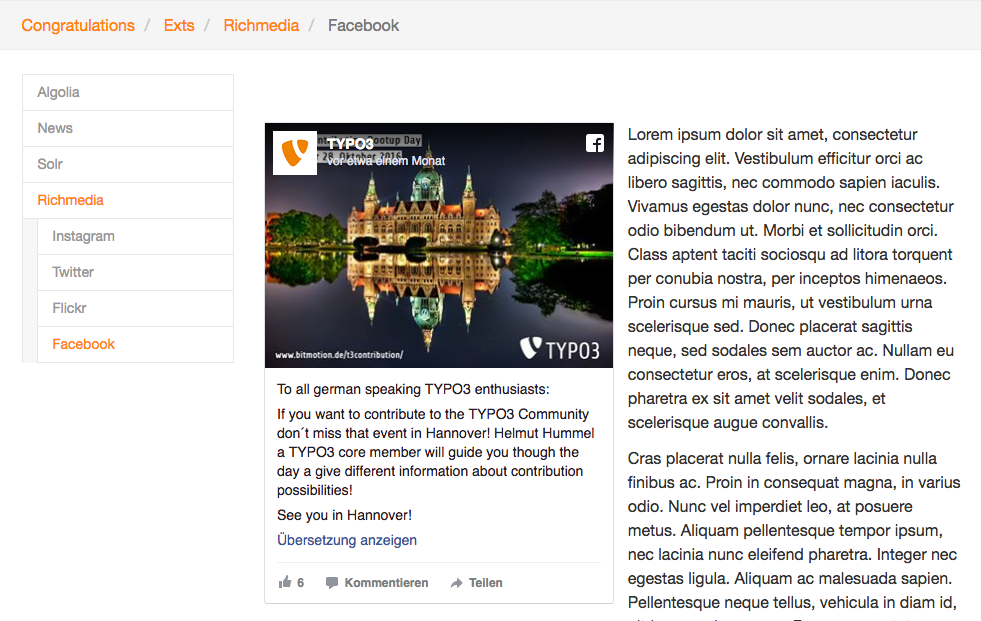 Congratulations / Exts / Richmedia / Facebook
Algolia
News
Solr
Richmedia
Instagram
Twitter
Flickr
Facebook
TYPO3
vor etwa einem Monat
Bootup Day
28. Oktober 2016
www.bitmotion.de/t3contribution/
TYPO3
To all german speaking TYPO3 enthusiasts:
If you want to contribute to the TYPO3 Community
don´t miss that event in Hannover! Helmut Hummel
a TYPO3 core member will guide you though the
day a give different information about contribution
possibilities!
See you in Hannover!
Übersetzung anzeigen
6 Kommentieren Teilen
Lorem ipsum dolor sit amet, consectetur
adipiscing elit. Vestibulum efficitur orci ac
libero sagittis, nec commodo sapien iaculis.
Vivamus egestas dolor nunc, nec consectetur
odio bibendum ut. Morbi et sollicitudin orci.
Class aptent taciti sociosqu ad litora torquent
per conubia nostra, per inceptos himenaeos.
Proin cursus mi mauris, ut vestibulum urna
scelerisque sed. Donec placerat sagittis
neque, sed sodales sem auctor ac. Nullam eu
consectetur eros, at scelerisque enim. Donec
pharetra ex sit amet velit sodales, et
scelerisque augue convallis.
Cras placerat nulla felis, ornare lacinia nulla
finibus ac. Proin in consequat magna, in varius
odio. Nunc vel imperdiet leo, at posuere
metus. Aliquam pellentesque tempor ipsum,
nec lacinia nunc eleifend pharetra. Integer nec
egestas ligula. Aliquam ac malesuada sapien.
Pellentesque neque tellus, vehicula in diam id,